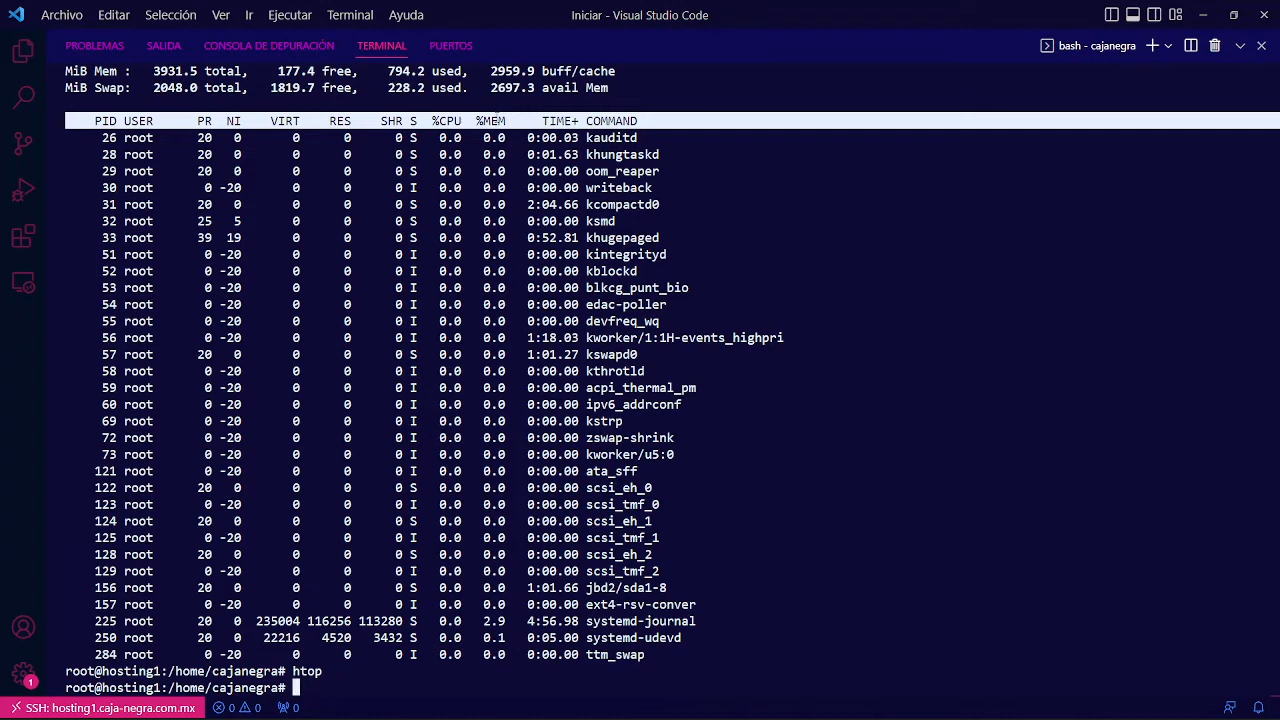 Archivo Editar Selección Ver Ir Ejecutar Terminal Ayuda Iniciar - Visual Studio Code
PROBLEMAS SALIDA CONSOLA DE DEPURACIÓN TERMINAL PUERTOS bash - cajanegra
MiB Mem : 3931.5 total, 177.4 free, 794.2 used, 2959.9 buff/cache
MiB Swap: 2048.0 total, 1819.7 free, 228.2 used. 2697.3 avail Mem
PID USER PR NI VIRT RES SHR S %CPU %MEM TIME+ COMMAND
26 root 20 0 0 0 0 S 0.0 0.0 0:00.03 kauditd
28 root 20 0 0 0 0 S 0.0 0.0 0:01.63 khungtaskd
29 root 20 0 0 0 0 S 0.0 0.0 0:00.00 oom_reaper
30 root 0 -20 0 0 0 I 0.0 0.0 0:00.00 writeback
31 root 20 0 0 0 0 S 0.0 0.0 2:04.66 kcompactd0
32 root 25 5 0 0 0 S 0.0 0.0 0:00.00 ksmd
33 root 39 19 0 0 0 S 0.0 0.0 0:52.81 khugepaged
51 root 0 -20 0 0 0 I 0.0 0.0 0:00.00 kintegrityd
52 root 0 -20 0 0 0 I 0.0 0.0 0:00.00 kblockd
53 root 0 -20 0 0 0 I 0.0 0.0 0:00.00 blkcg_punt_bio
54 root 0 -20 0 0 0 I 0.0 0.0 0:00.00 edac-poller
55 root 0 -20 0 0 0 I 0.0 0.0 0:00.00 devfreq_wq
56 root 0 -20 0 0 0 I 0.0 0.0 1:18.03 kworker/1:1H-events_highpri
57 root 20 0 0 0 0 S 0.0 0.0 1:01.27 kswapd0
58 root 0 -20 0 0 0 I 0.0 0.0 0:00.00 kthrotld
59 root 0 -20 0 0 0 I 0.0 0.0 0:00.00 acpi_thermal_pm
60 root 0 -20 0 0 0 I 0.0 0.0 0:00.00 ipv6_addrconf
69 root 0 -20 0 0 0 I 0.0 0.0 0:00.00 kstrp
72 root 0 -20 0 0 0 I 0.0 0.0 0:00.00 zswap-shrink
73 root 0 -20 0 0 0 I 0.0 0.0 0:00.00 kworker/u5:0
121 root 0 -20 0 0 0 I 0.0 0.0 0:00.00 ata_sff
122 root 20 0 0 0 0 S 0.0 0.0 0:00.00 scsi_eh_0
123 root 0 -20 0 0 0 I 0.0 0.0 0:00.00 scsi_tmf_0
124 root 20 0 0 0 0 S 0.0 0.0 0:00.00 scsi_eh_1
125 root 0 -20 0 0 0 I 0.0 0.0 0:00.00 scsi_tmf_1
128 root 20 0 0 0 0 S 0.0 0.0 0:00.00 scsi_eh_2
129 root 0 -20 0 0 0 I 0.0 0.0 0:00.00 scsi_tmf_2
156 root 20 0 0 0 0 S 0.0 0.0 1:01.66 jbd2/sda1-8
157 root 0 -20 0 0 0 I 0.0 0.0 0:00.00 ext4-rsv-conver
225 root 20 0 235004 116256 113280 S 0.0 2.9 4:56.98 systemd-journal
250 root 20 0 22216 4520 3432 S 0.0 0.1 0:05.00 systemd-udevd
284 root 0 -20 0 0 0 I 0.0 0.0 0:00.00 ttm_swap
root@hosting1:/home/cajanegra# htop
root@hosting1:/home/cajanegra#
1
SSH: hosting1.caja-negra.com.mx 0 0 0